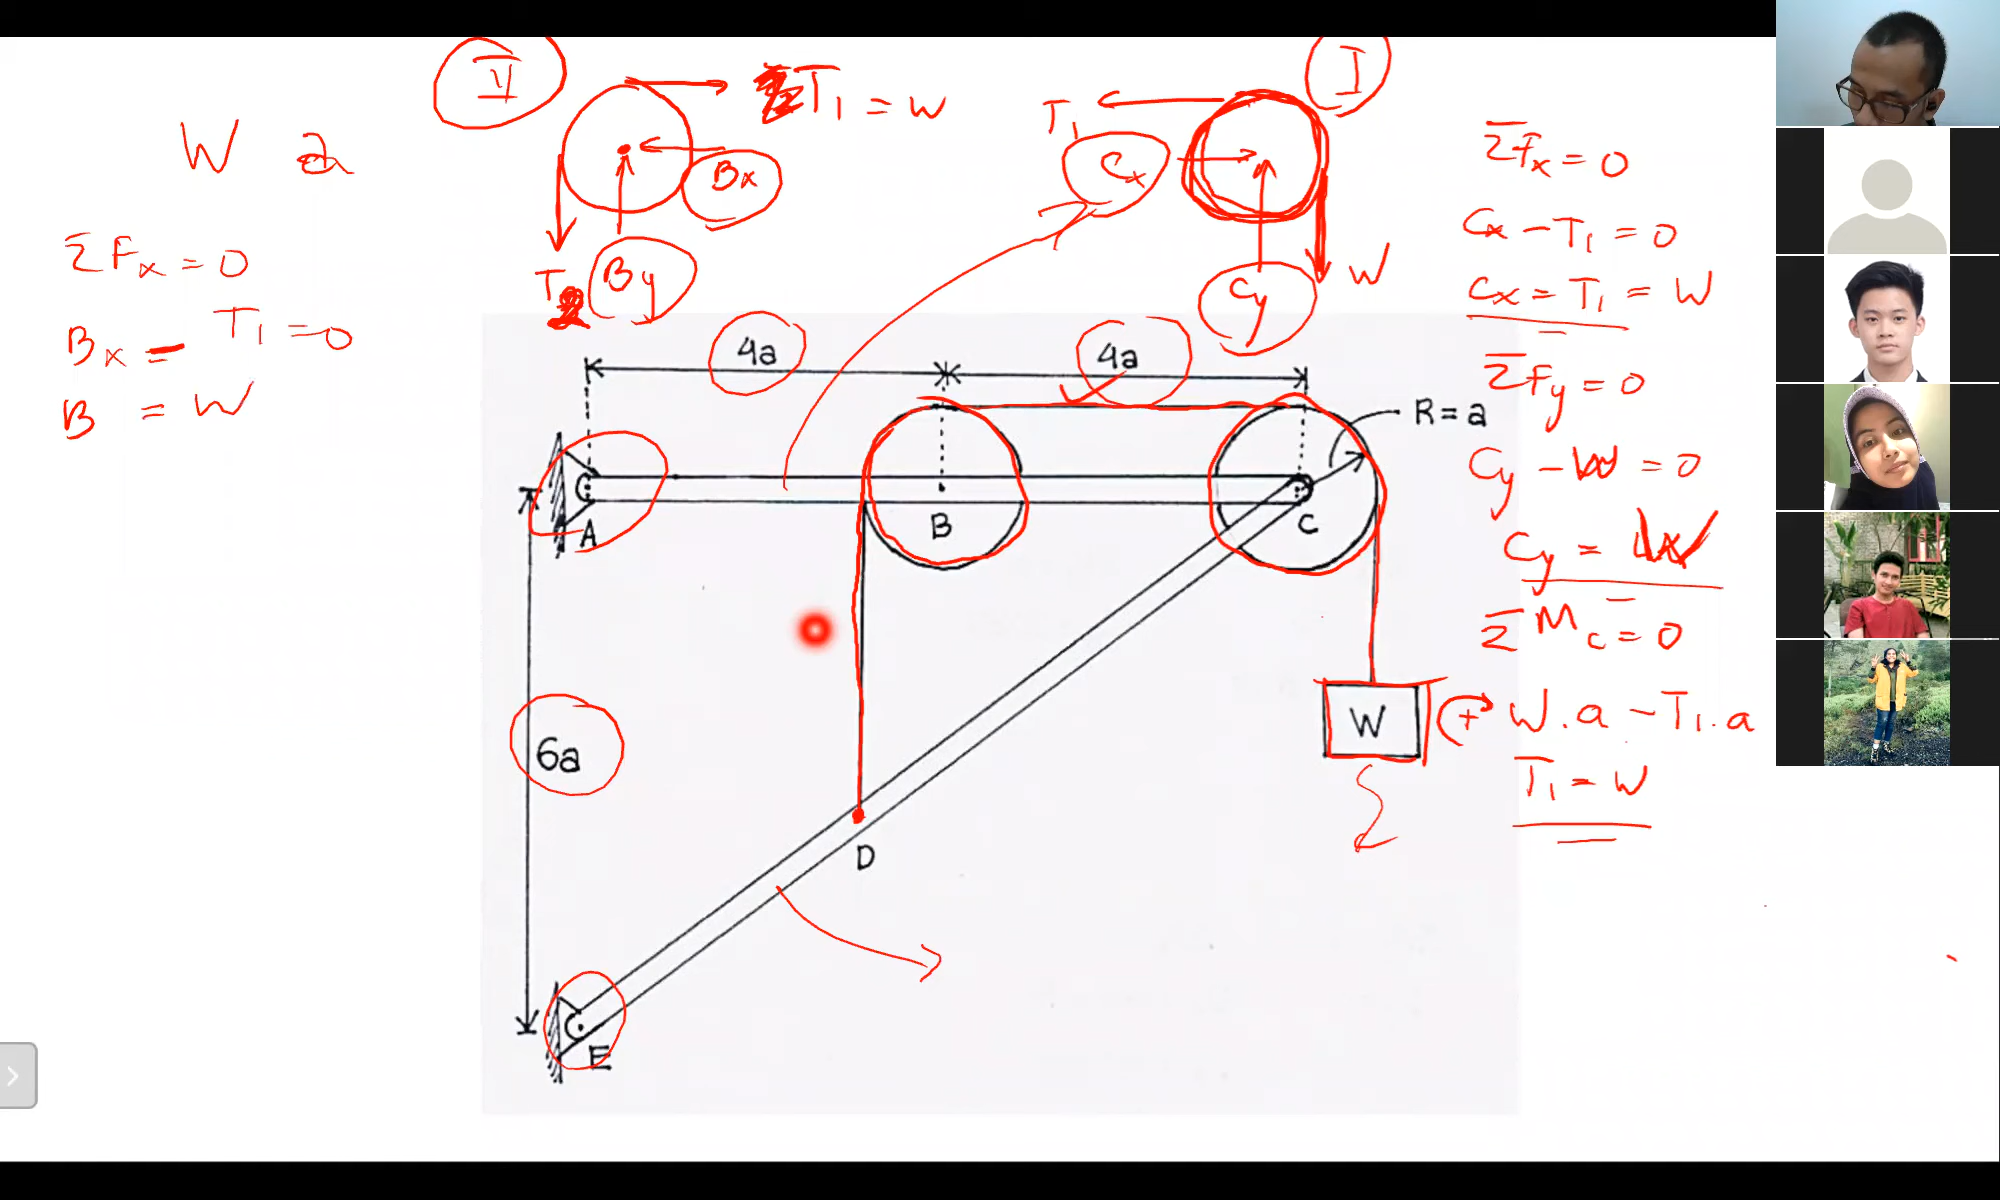 II
T₁ = W
Bx
T
By
I
T₁
Cx
Cy
W
W a
ΣFx = 0
Bx - T₁ = 0
B = W
ΣFx = 0
Cx - T₁ = 0
Cx = T₁ = W
ΣFy = 0
Cy - W = 0
Cy = W
ΣMc = 0
+ W.a - T₁.a
T₁ = W
4a
4a
R = a
A
B
C
6a
W
D
E